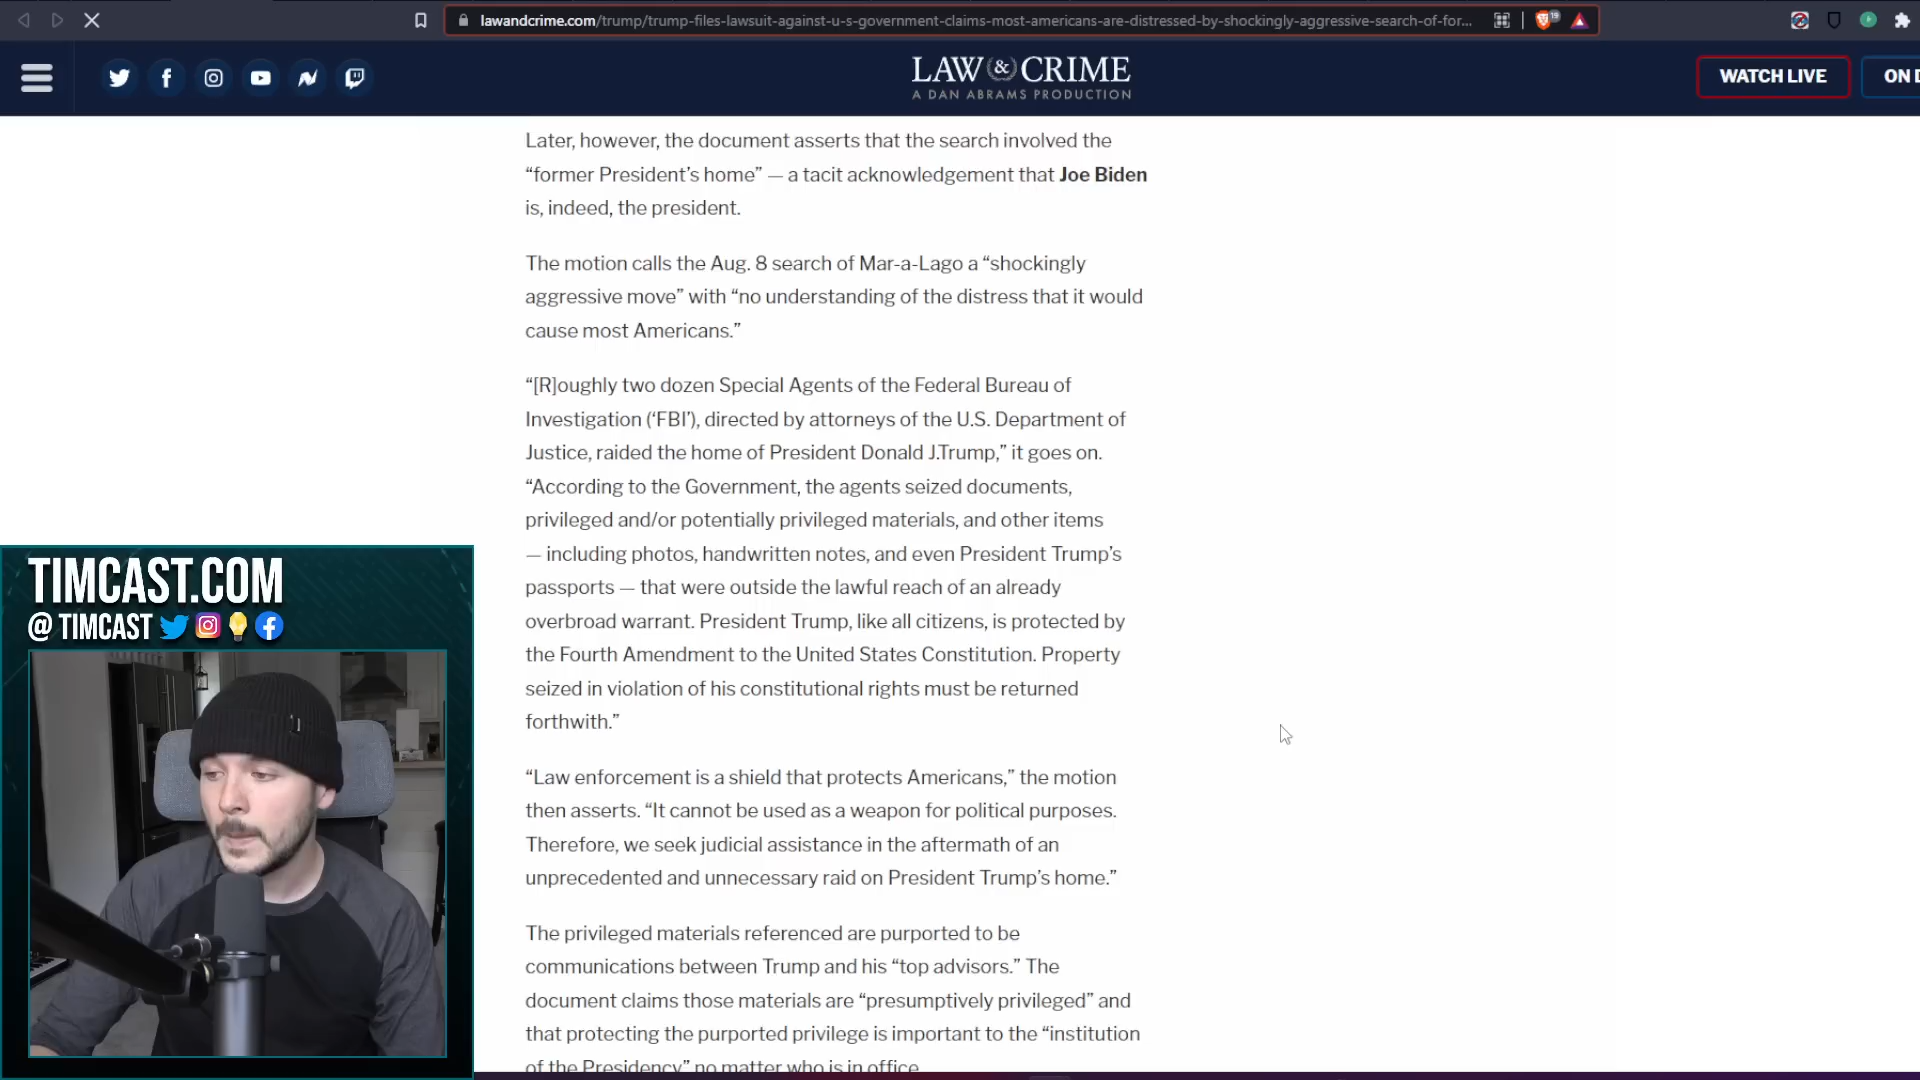 lawandcrime.com/trump/trump-files-lawsuit-against-u-s-government-claims-most-americans-are-distressed-by-shockingly-aggressive-search-of-for...
19
LAW & CRIME
A DAN ABRAMS PRODUCTION
WATCH LIVE
ON D
Later, however, the document asserts that the search involved the
“former President’s home” — a tacit acknowledgement that Joe Biden
is, indeed, the president.
The motion calls the Aug. 8 search of Mar-a-Lago a “shockingly
aggressive move” with “no understanding of the distress that it would
cause most Americans.”
“[R]oughly two dozen Special Agents of the Federal Bureau of
Investigation (‘FBI’), directed by attorneys of the U.S. Department of
Justice, raided the home of President Donald J.Trump,” it goes on.
“According to the Government, the agents seized documents,
privileged and/or potentially privileged materials, and other items
— including photos, handwritten notes, and even President Trump’s
passports — that were outside the lawful reach of an already
overbroad warrant. President Trump, like all citizens, is protected by
the Fourth Amendment to the United States Constitution. Property
seized in violation of his constitutional rights must be returned
forthwith.”
“Law enforcement is a shield that protects Americans,” the motion
then asserts. “It cannot be used as a weapon for political purposes.
Therefore, we seek judicial assistance in the aftermath of an
unprecedented and unnecessary raid on President Trump’s home.”
The privileged materials referenced are purported to be
communications between Trump and his “top advisors.” The
document claims those materials are “presumptively privileged” and
that protecting the purported privilege is important to the “institution
of the Presidency” no matter who is in office
TIMCAST.COM
@ TIMCAST